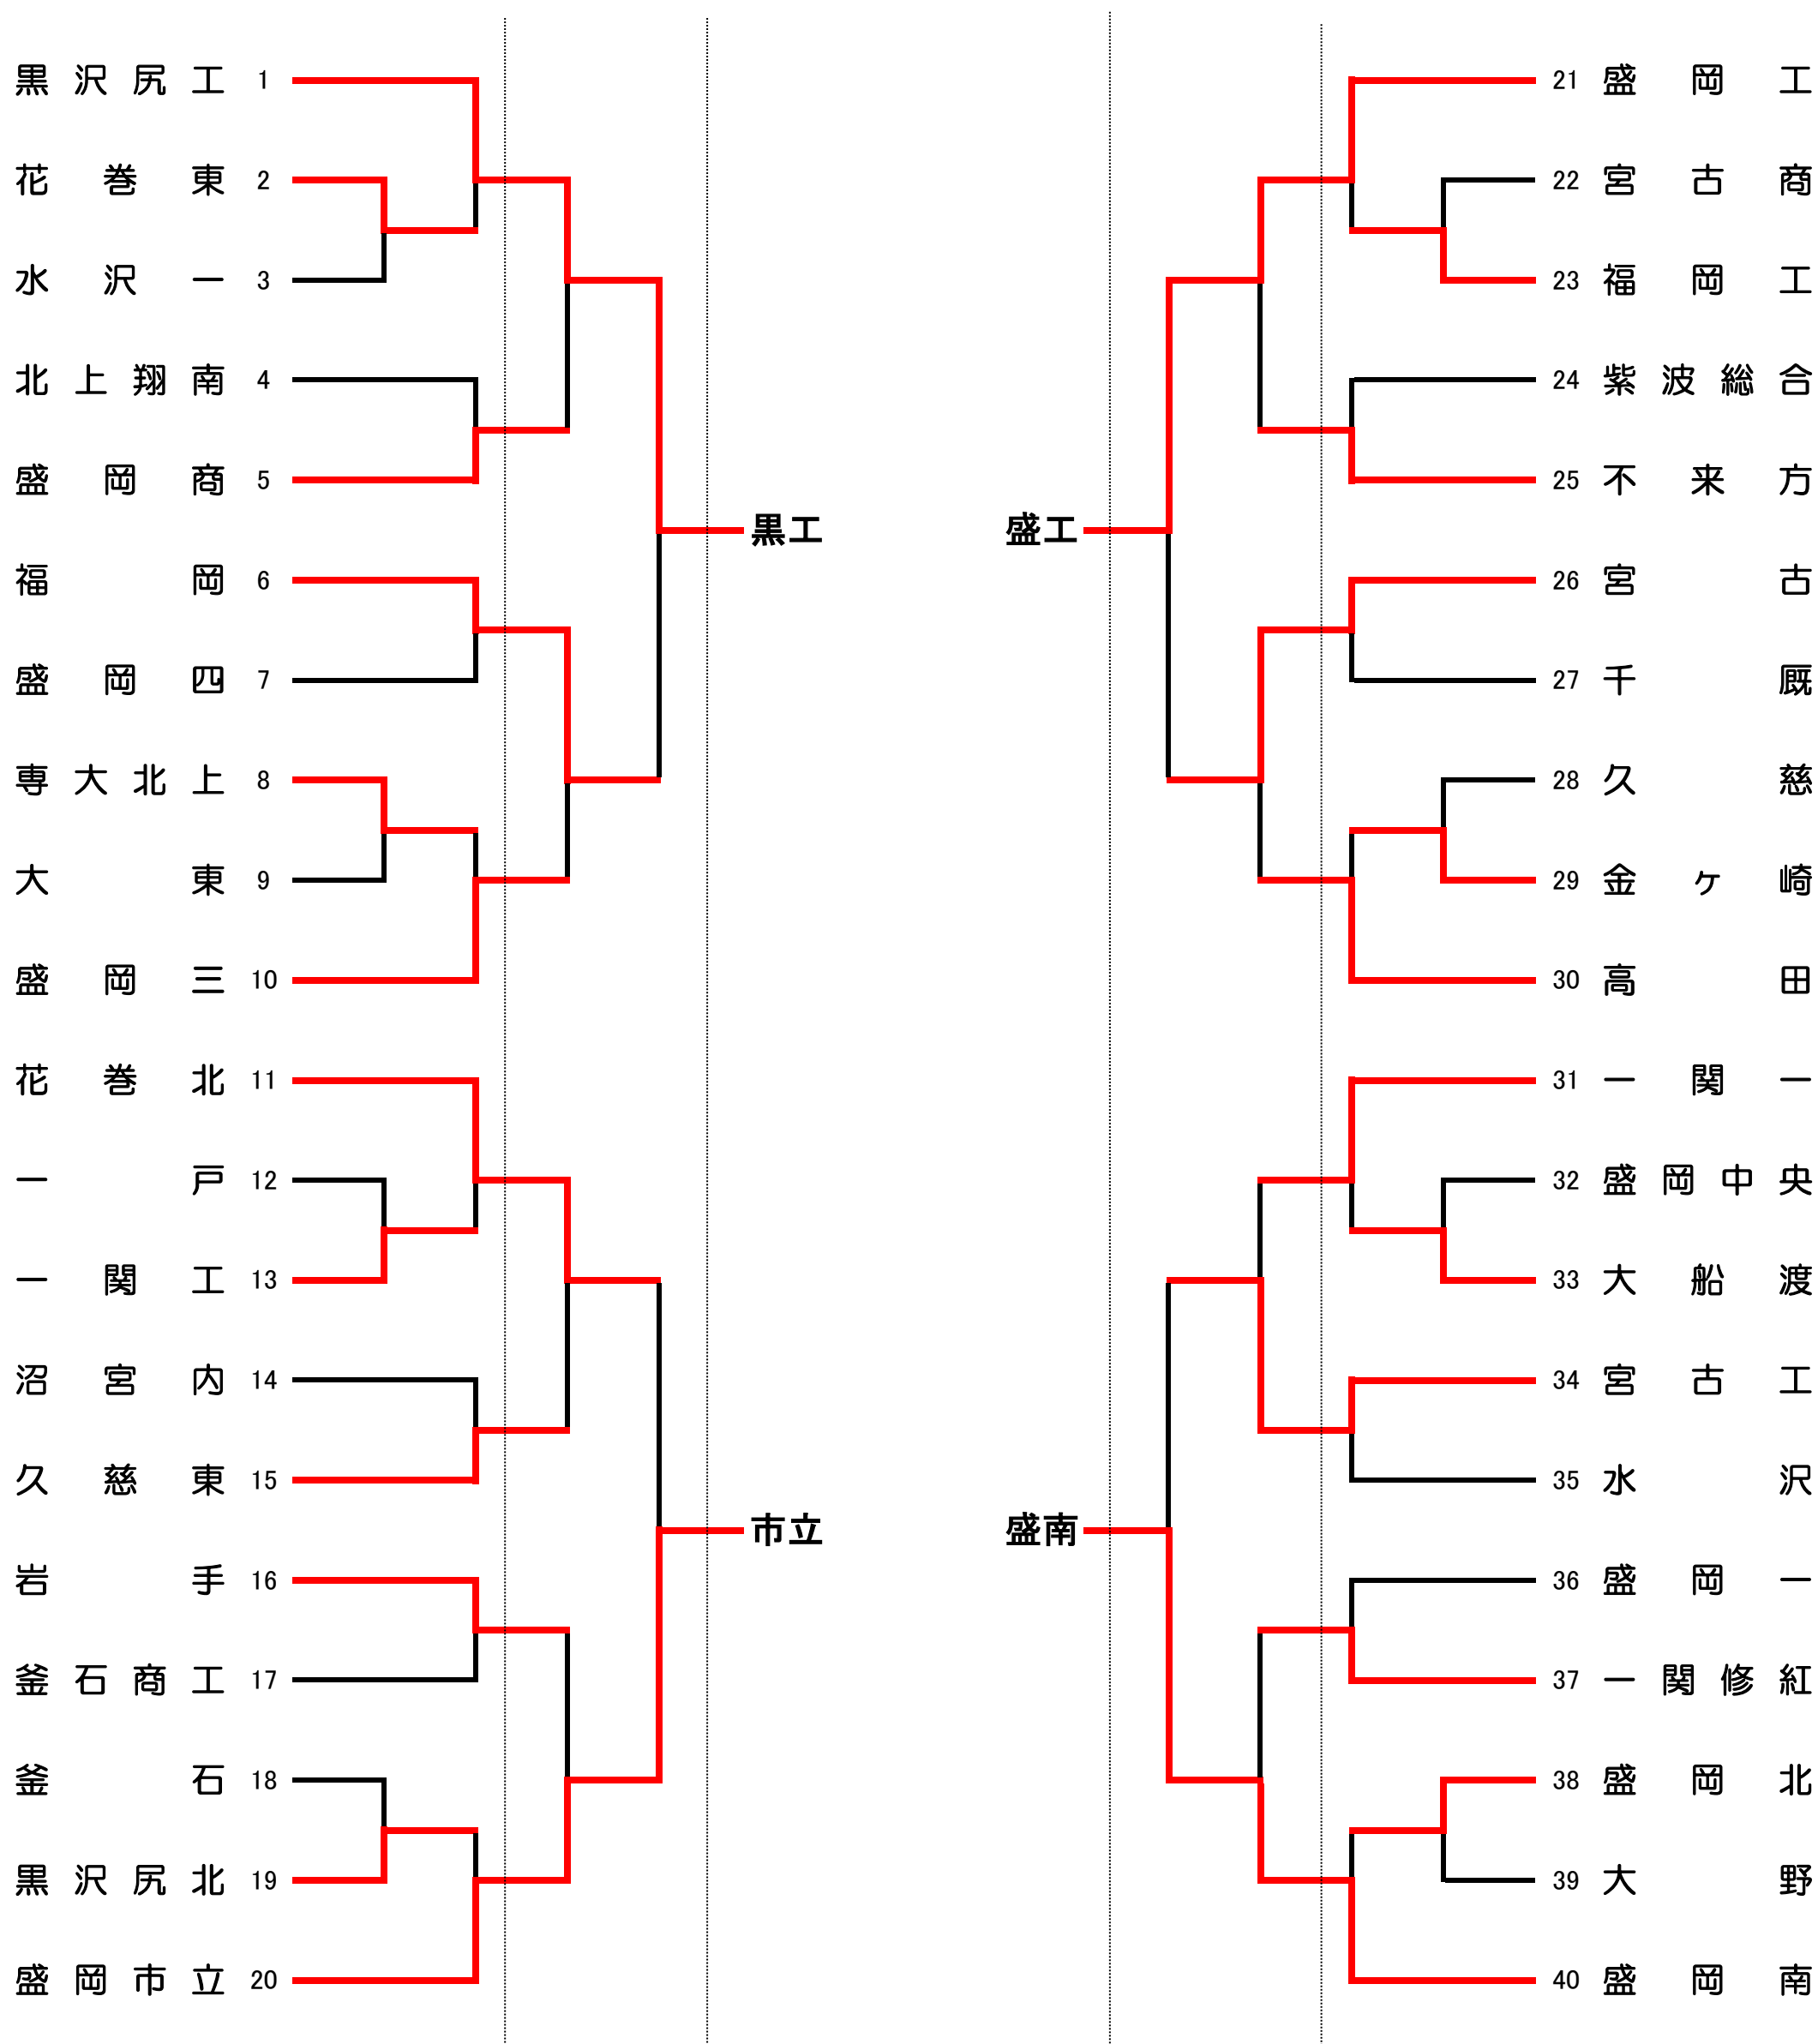 黒沢尻工 1
花巻東 2
水沢一 3
北上翔南 4
盛岡商 5
福岡 6
盛岡四 7
専大北上 8
大東 9
盛岡三 10
花巻北 11
一戸 12
一関工 13
沼宮内 14
久慈東 15
岩手 16
釜石商工 17
釜石 18
黒沢尻北 19
盛岡市立 20
黒工
市立
盛工
盛南
21 盛岡工
22 宮古商
23 福岡工
24 紫波総合
25 不来方
26 宮古
27 千厩
28 久慈
29 金ヶ崎
30 高田
31 一関一
32 盛岡中央
33 大船渡
34 宮古工
35 水沢
36 盛岡一
37 一関修紅
38 盛岡北
39 大野
40 盛岡南